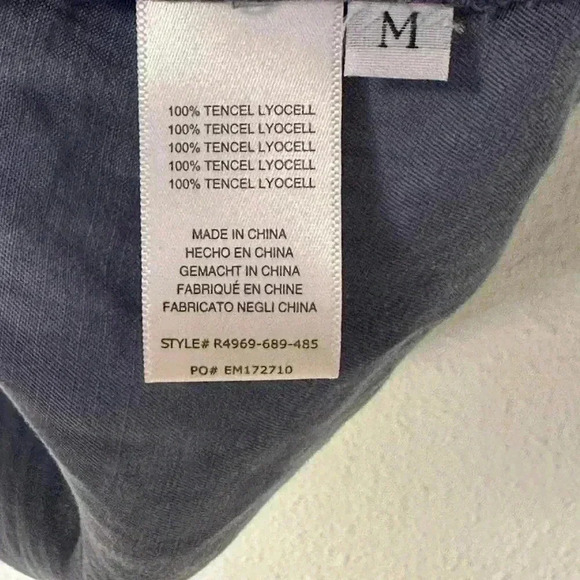 M
100% TENCEL LYOCELL
100% TENCEL LYOCELL
100% TENCEL LYOCELL
100% TENCEL LYOCELL
100% TENCEL LYOCELL
MADE IN CHINA
HECHO EN CHINA
GEMACHT IN CHINA
FABRIQUÉ EN CHINE
FABRICATO NEGLI CHINA
STYLE# R4969-689-485
PO# EM172710